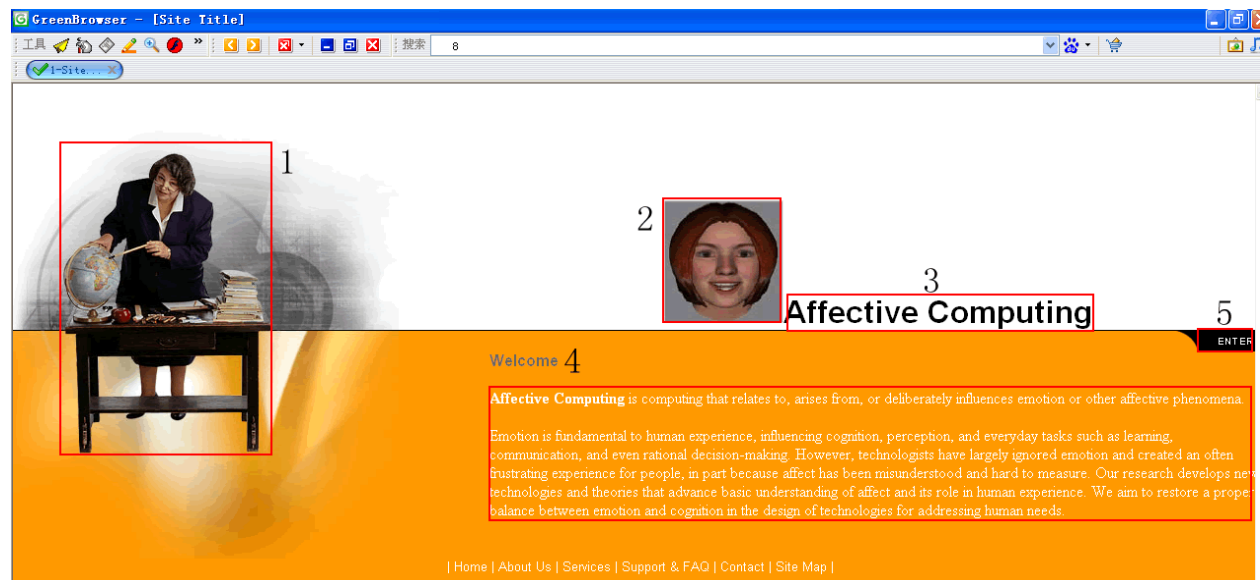 GreenBrowser - [Site Title]
工具 » 搜索 8
1-Site...
1
2
3
Affective Computing
5
ENTER
Welcome 4
Affective Computing is computing that relates to, arises from, or deliberately influences emotion or other affective phenomena.
Emotion is fundamental to human experience, influencing cognition, perception, and everyday tasks such as learning,
communication, and even rational decision-making. However, technologists have largely ignored emotion and created an often
frustrating experience for people, in part because affect has been misunderstood and hard to measure. Our research develops new
technologies and theories that advance basic understanding of affect and its role in human experience. We aim to restore a prope
balance between emotion and cognition in the design of technologies for addressing human needs.
| Home | About Us | Services | Support & FAQ | Contact | Site Map |